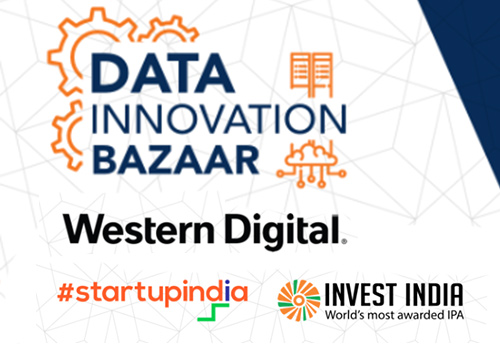 DATA
INNOVATION
BAZAAR
Western Digital®
#startupindia
INVEST INDIA
World's most awarded IPA